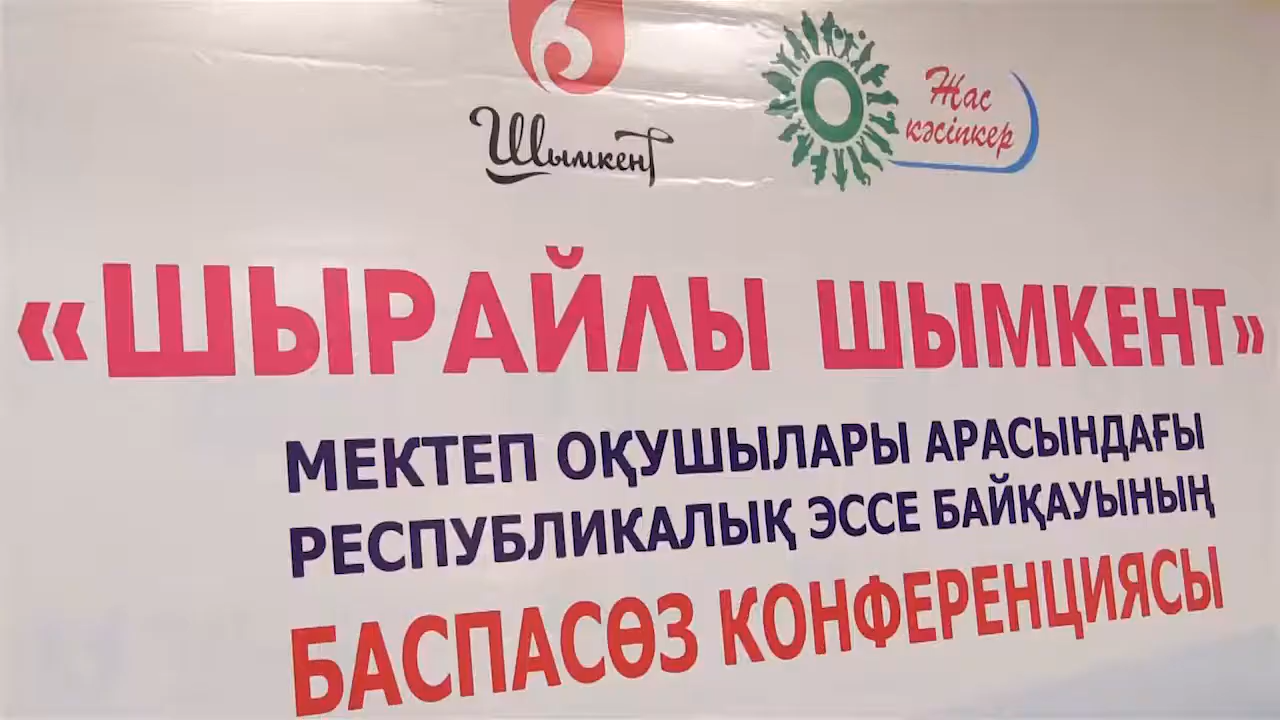 Шымкент
Жас
кәсіпкер
«ШЫРАЙЛЫ ШЫМКЕНТ»
МЕКТЕП ОҚУШЫЛАРЫ АРАСЫНДАҒЫ
РЕСПУБЛИКАЛЫҚ ЭССЕ БАЙҚАУЫНЫҢ
БАСПАСӨЗ КОНФЕРЕНЦИЯСЫ